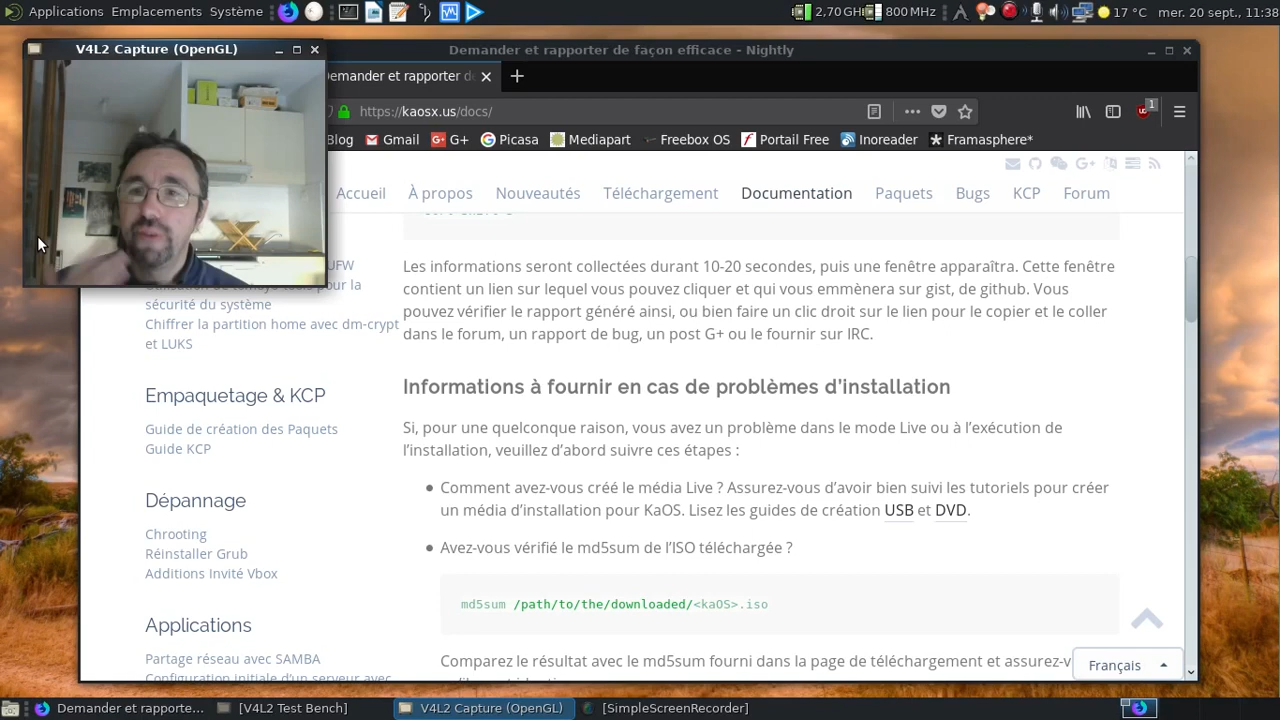 Applications Emplacements Système 2,70 GH 800 MHz 17 °C mer. 20 sept., 11:38
V4L2 Capture (OpenGL)
Demander et rapporter de façon efficace - Nightly
Demander et rapporter d
https://kaosx.us/docs/
1
Blog Gmail G+ Picasa Mediapart Freebox OS Portail Free Inoreader Framasphère*
Accueil À propos Nouveautés Téléchargement Documentation Paquets Bugs KCP Forum
UFW
pour la
sécurité du système
Chiffrer la partition home avec dm-crypt
et LUKS
Empaquetage & KCP
Guide de création des Paquets
Guide KCP
Dépannage
Chrooting
Réinstaller Grub
Additions Invité Vbox
Applications
Partage réseau avec SAMBA
Configuration initiale d’un serveur avec
Les informations seront collectées durant 10-20 secondes, puis une fenêtre apparaîtra. Cette fenêtre
contient un lien sur lequel vous pouvez cliquer et qui vous emmènera sur gist, de github. Vous
pouvez vérifier le rapport généré ainsi, ou bien faire un clic droit sur le lien pour le copier et le coller
dans le forum, un rapport de bug, un post G+ ou le fournir sur IRC.
Informations à fournir en cas de problèmes d’installation
Si, pour une quelconque raison, vous avez un problème dans le mode Live ou à l’exécution de
l’installation, veuillez d’abord suivre ces étapes :
Comment avez-vous créé le média Live ? Assurez-vous d’avoir bien suivi les tutoriels pour créer
un média d’installation pour KaOS. Lisez les guides de création USB et DVD.
Avez-vous vérifié le md5sum de l’ISO téléchargée ?
md5sum /path/to/the/downloaded/<kaOS>.iso
Comparez le résultat avec le md5sum fourni dans la page de téléchargement et assurez-v
Français
Demander et rapporte... [V4L2 Test Bench] V4L2 Capture (OpenGL) [SimpleScreenRecorder]